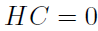 HC = 0